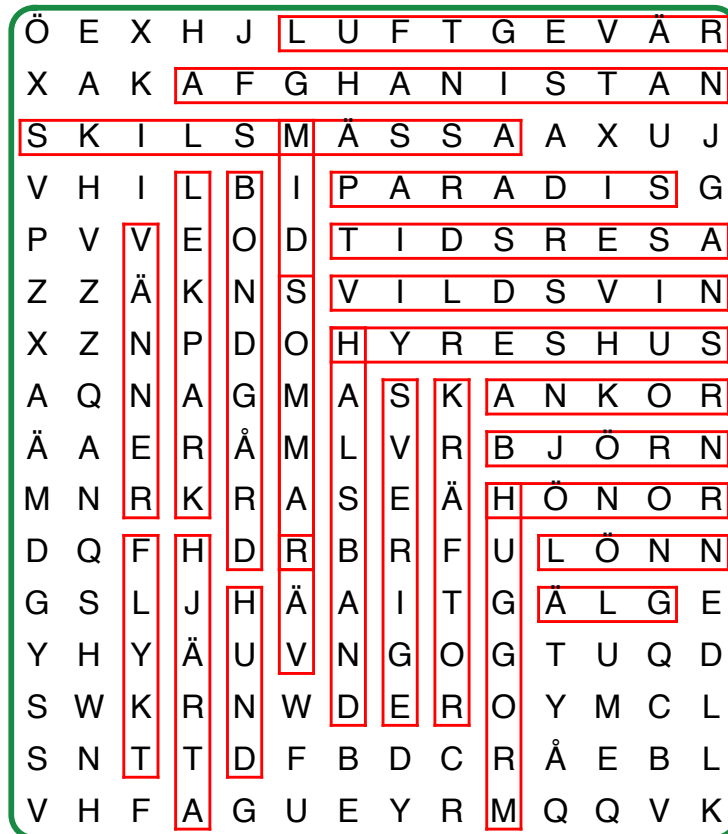 Ö E X H J L U F T G E V Ä R
X A K A F G H A N I S T A N
S K I L S M Ä S S A A X U J
V H I L B I P A R A D I S G
P V V E O D T I D S R E S A
Z Z Ä K N S V I L D S V I N
X Z N P D O H Y R E S H U S
A Q N A G M A S K A N K O R
Ä A E R Å M L V R B J Ö R N
M N R K R A S E Ä H Ö N O R
D Q F H D R B R F U L Ö N N
G S L J H Ä A I T G Ä L G E
Y H Y Ä U V N G O G T U Q D
S W K R N W D E R O Y M C L
S N T T D F B D C R Å E B L
V H F A G U E Y R M Q Q V K